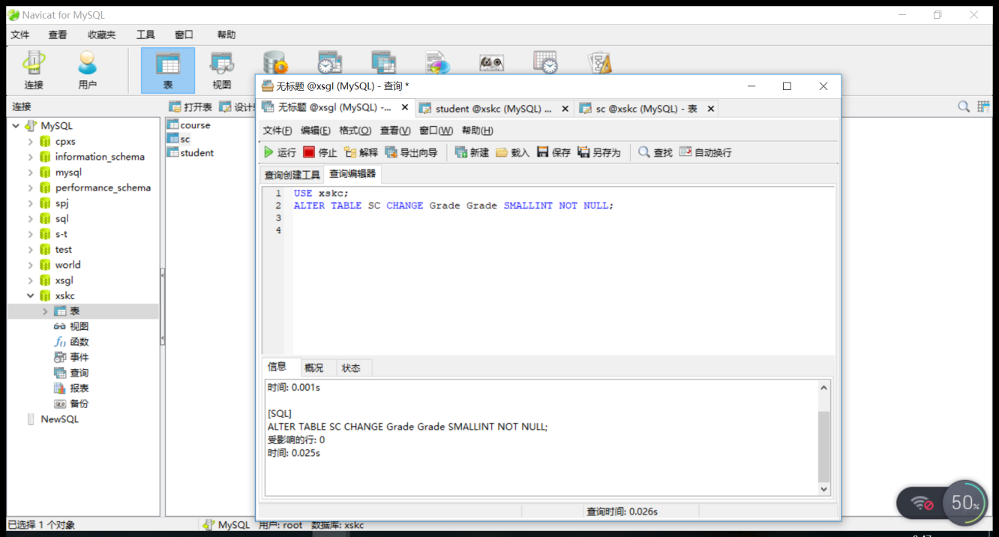 Navicat for MySQL
文件 查看 收藏夹 工具 窗口 帮助
连接 用户 表 视图
无标题 @xsgl (MySQL) - 查询 *
连接
打开表 设计
无标题 @xsgl (MySQL) -... student @xskc (MySQL) ... sc @xskc (MySQL) - 表
MySQL
cpxs
information_schema
mysql
performance_schema
spj
sql
s-t
test
world
xsgl
xskc
表
视图
函数
事件
查询
报表
备份
NewSQL
course
sc
student
文件(F) 编辑(E) 格式(O) 查看(V) 窗口(W) 帮助(H)
运行 停止 解释 导出向导 新建 载入 保存 另存为 查找 自动换行
查询创建工具 查询编辑器
1 USE xskc;
2 ALTER TABLE SC CHANGE Grade Grade SMALLINT NOT NULL;
3
4
信息 概况 状态
时间: 0.001s
[SQL]
ALTER TABLE SC CHANGE Grade Grade SMALLINT NOT NULL;
受影响的行: 0
时间: 0.025s
查询时间: 0.026s
50%
已选择 1 个对象 MySQL 用户: root 数据库: xskc